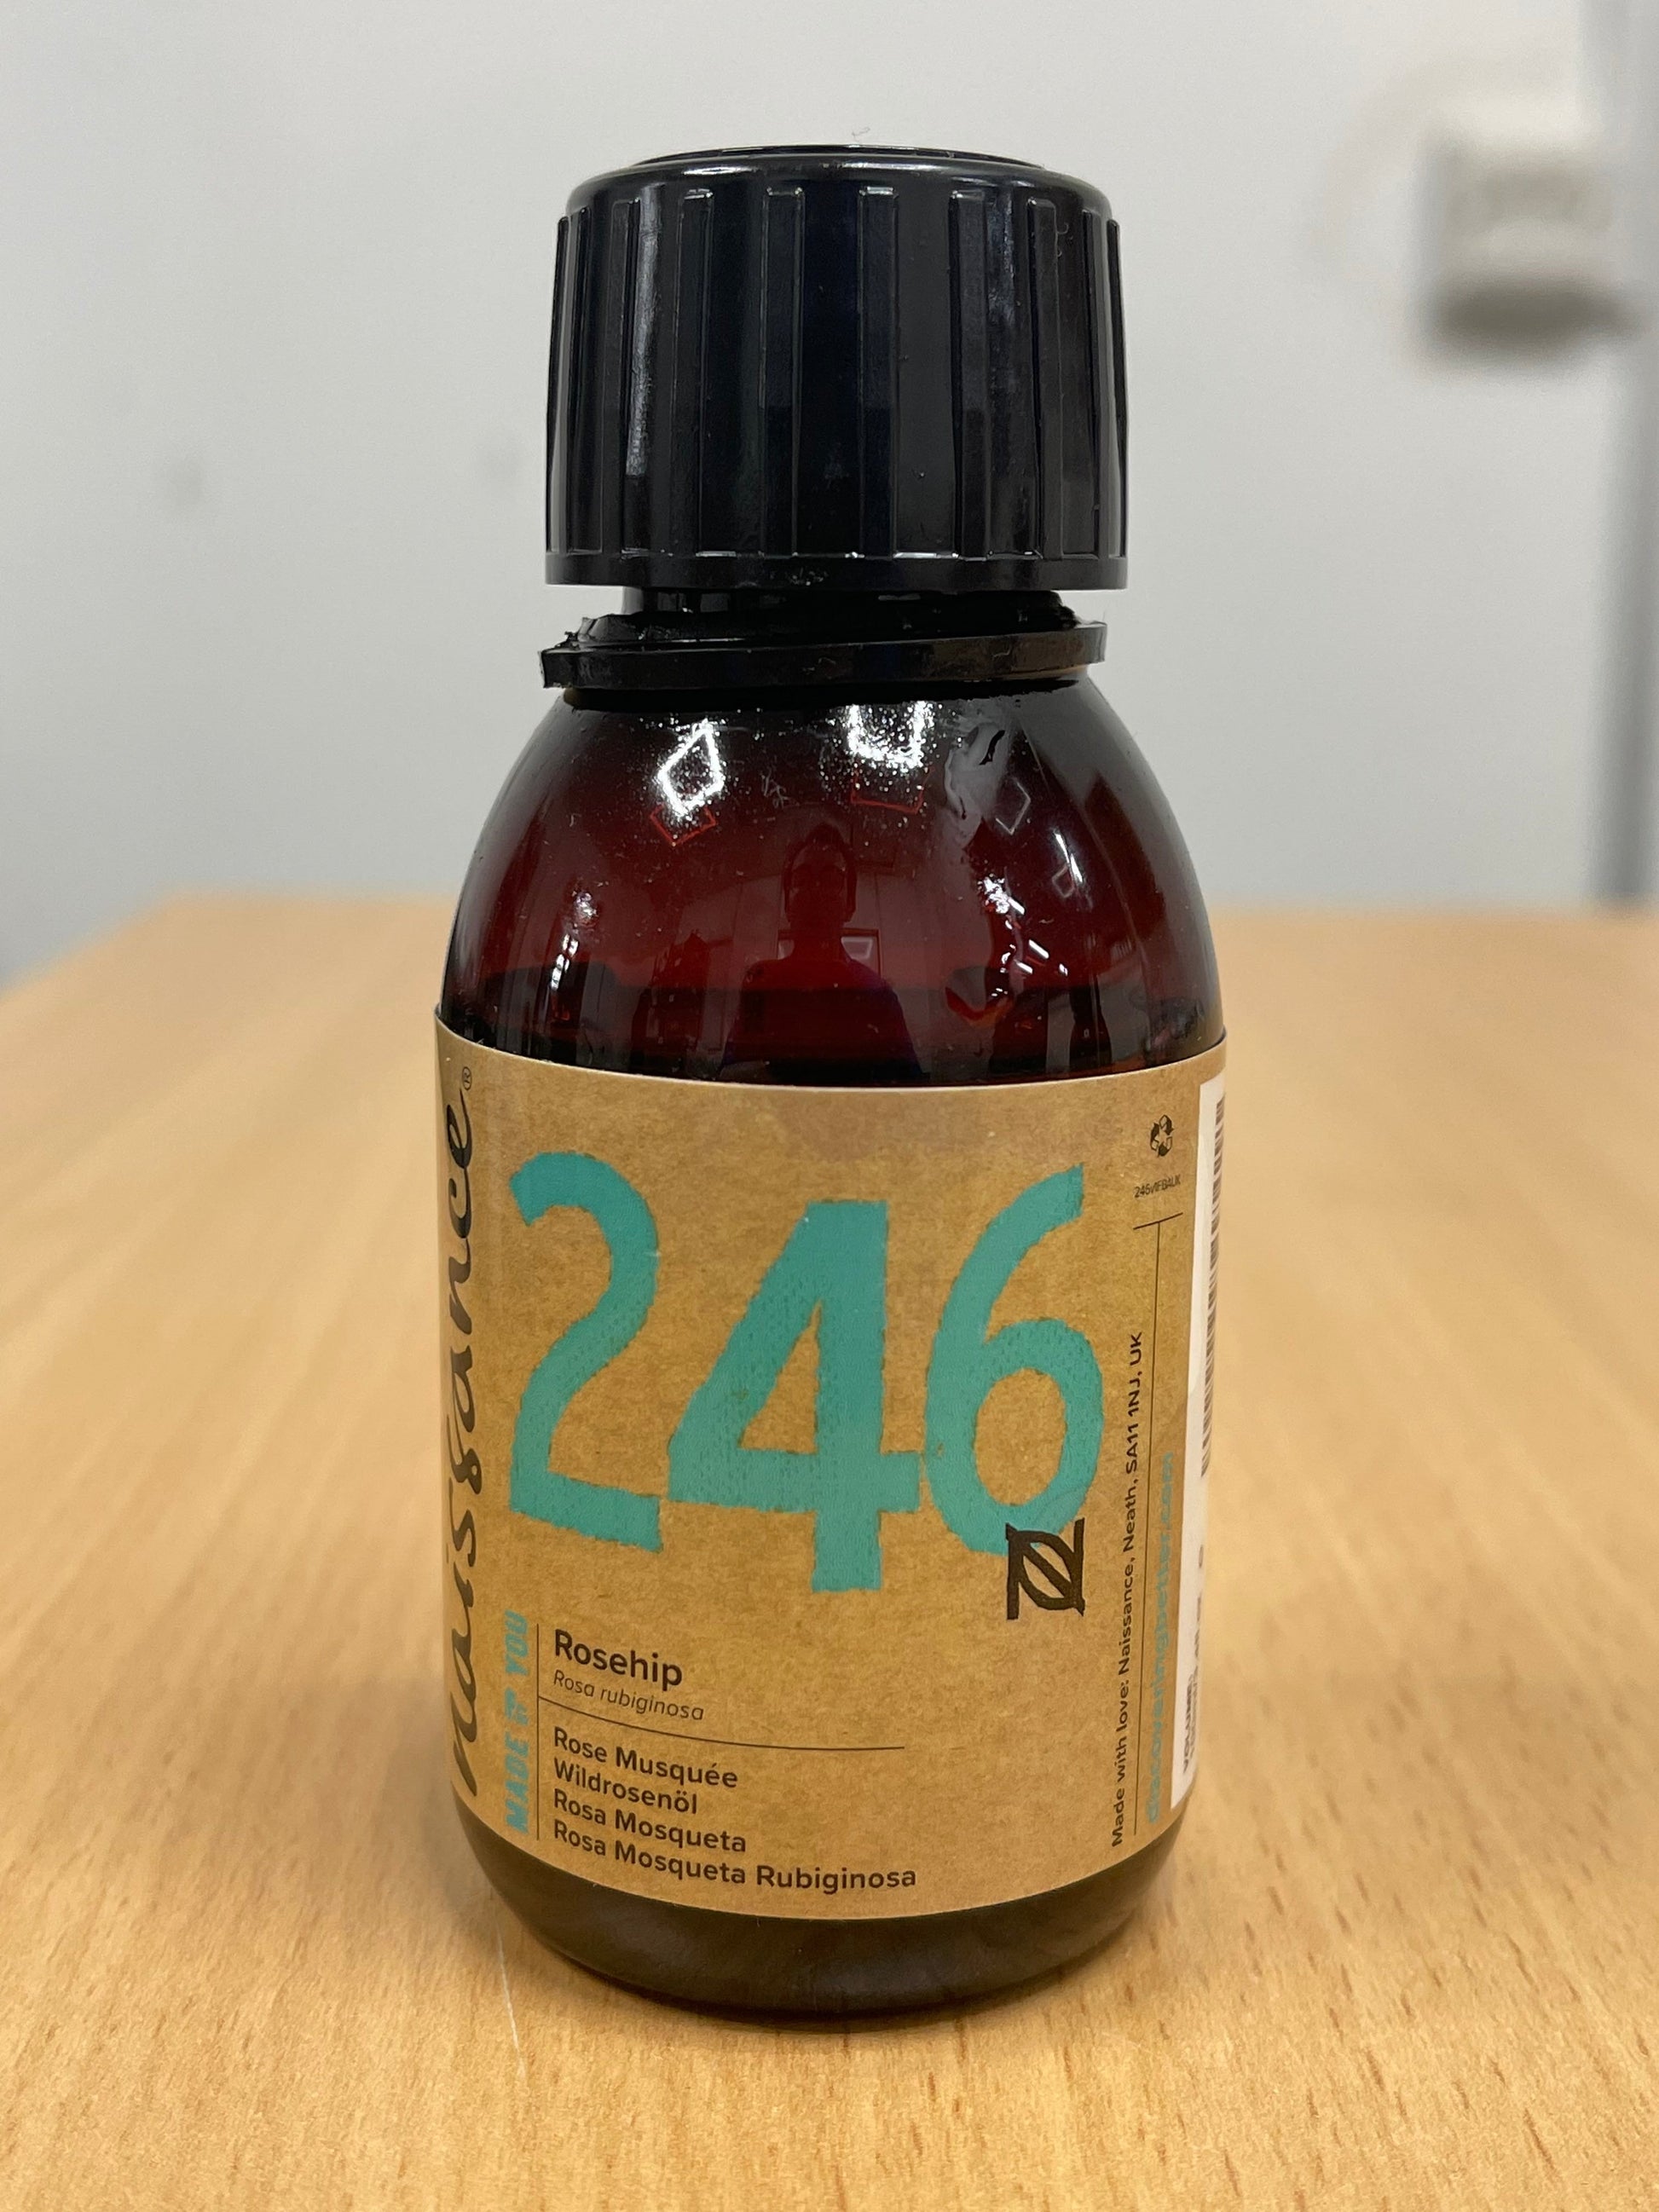 naissance®
246
MADE By YOU
Rosehip
Rosa rubiginosa
Rose Musquée
Wildrosenöl
Rosa Mosqueta
Rosa Mosqueta Rubiginosa
Made with love: Naissance, Neath, SA11 1NJ, UK